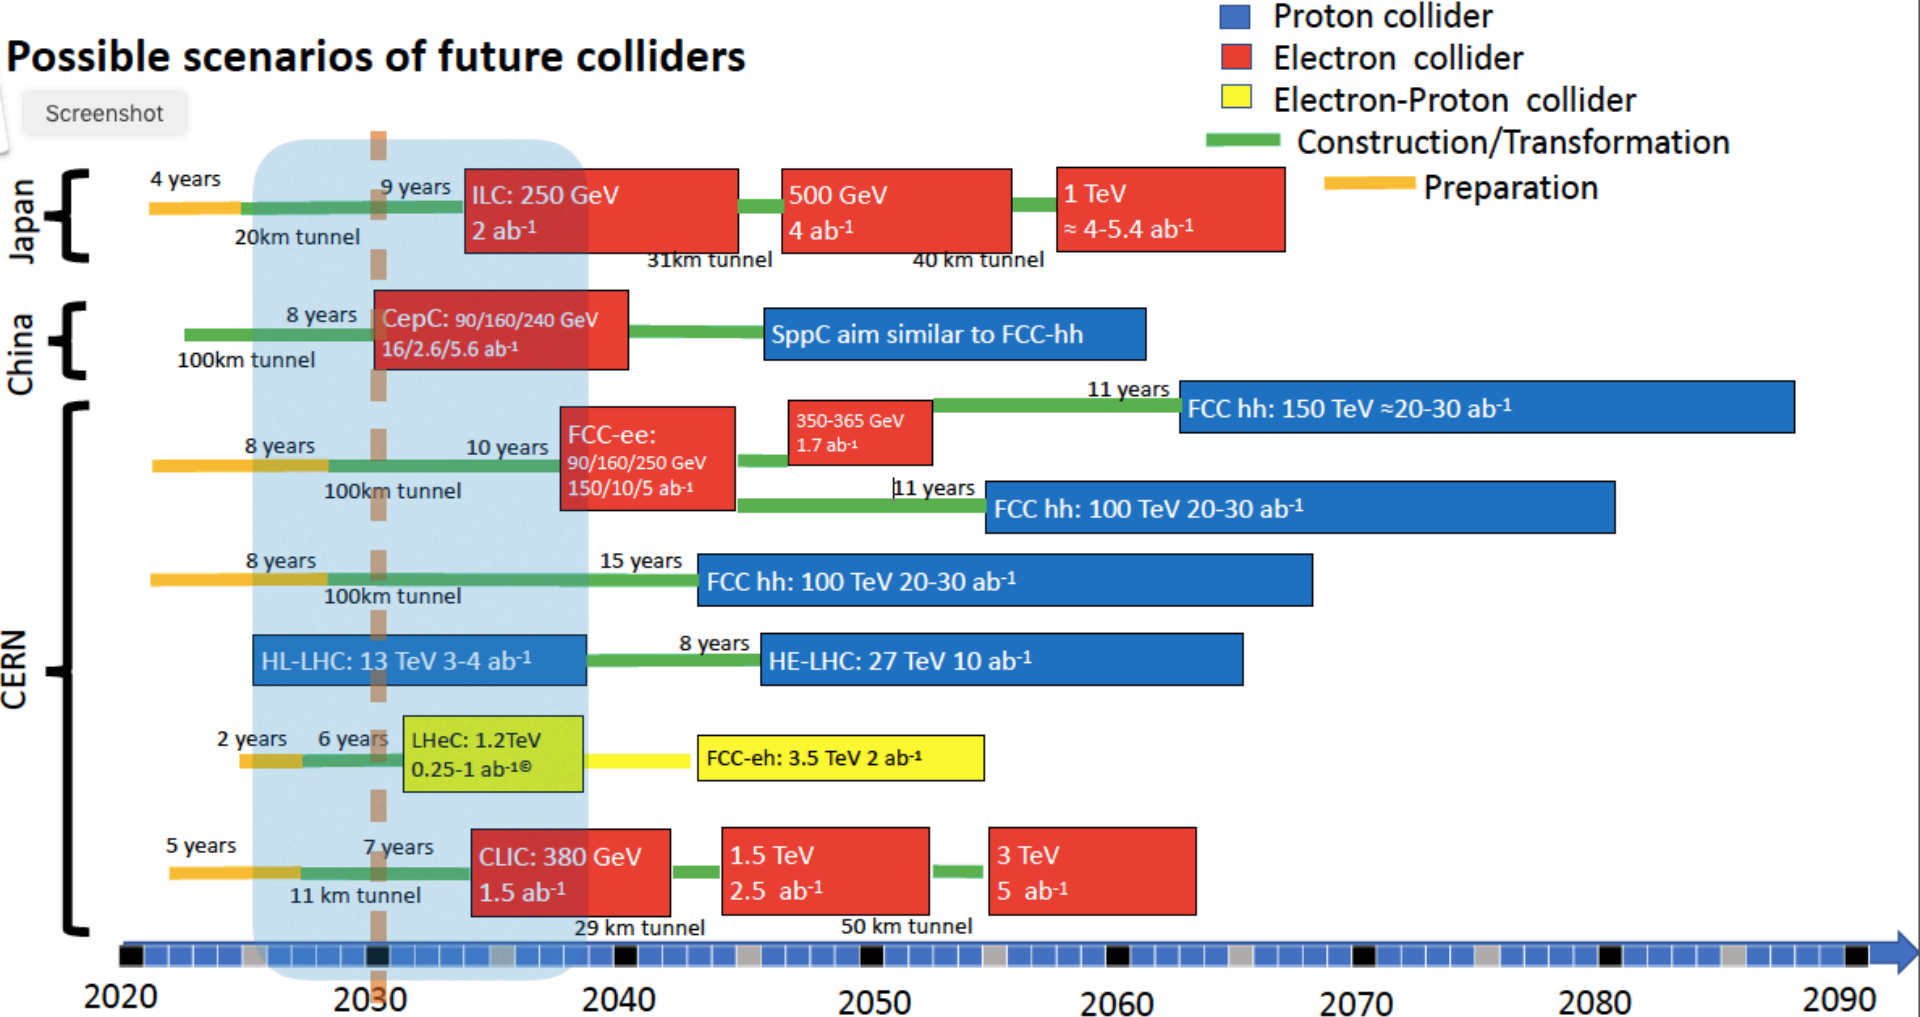 Possible scenarios of future colliders
Screenshot
Proton collider
Electron collider
Electron-Proton collider
Construction/Transformation
Preparation
Japan
4 years
9 years
20km tunnel
ILC: 250 GeV
2 ab⁻¹
31km tunnel
500 GeV
4 ab⁻¹
40 km tunnel
1 TeV
≈ 4-5.4 ab⁻¹
China
8 years
100km tunnel
CepC: 90/160/240 GeV
16/2.6/5.6 ab⁻¹
SppC aim similar to FCC-hh
CERN
8 years
10 years
100km tunnel
FCC-ee:
90/160/250 GeV
150/10/5 ab⁻¹
350-365 GeV
1.7 ab⁻¹
11 years
FCC hh: 150 TeV ≈20-30 ab⁻¹
11 years
FCC hh: 100 TeV 20-30 ab⁻¹
8 years
15 years
100km tunnel
FCC hh: 100 TeV 20-30 ab⁻¹
HL-LHC: 13 TeV 3-4 ab⁻¹
8 years
HE-LHC: 27 TeV 10 ab⁻¹
2 years
6 years
LHeC: 1.2TeV
0.25-1 ab⁻¹©
FCC-eh: 3.5 TeV 2 ab⁻¹
5 years
7 years
11 km tunnel
CLIC: 380 GeV
1.5 ab⁻¹
29 km tunnel
1.5 TeV
2.5 ab⁻¹
50 km tunnel
3 TeV
5 ab⁻¹
2020 2030 2040 2050 2060 2070 2080 2090